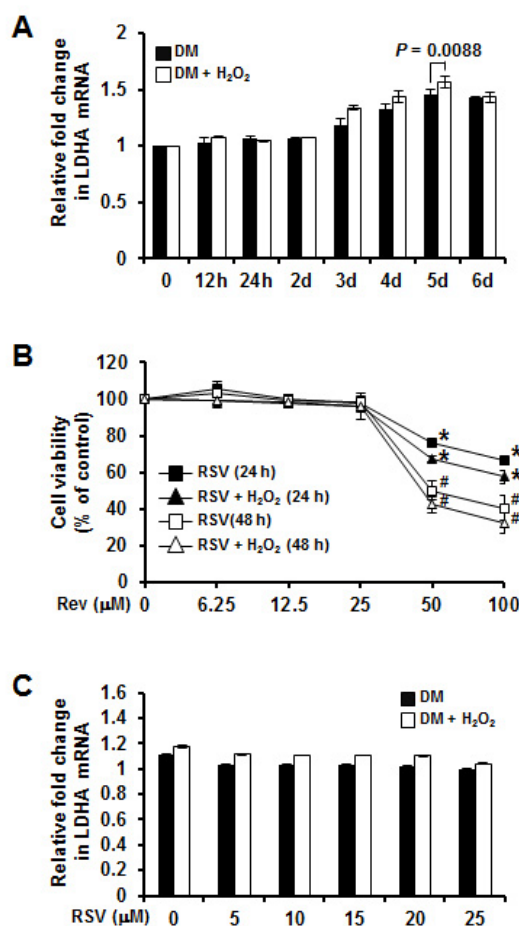 A
Relative fold change
in LDHA mRNA
2
1.5
1
0.5
0
DM
DM + H₂O₂
P = 0.0088
0 12h 24h 2d 3d 4d 5d 6d
B
Cell viability
(% of control)
120
100
80
60
40
20
0
* *
* *
# #
# #
RSV (24 h)
RSV + H₂O₂ (24 h)
RSV(48 h)
RSV + H₂O₂ (48 h)
Rev (µM) 0 6.25 12.5 25 50 100
C
Relative fold change
in LDHA mRNA
1.6
1.4
1.2
1
0.8
0.6
0.4
0.2
0
DM
DM + H₂O₂
RSV (µM) 0 5 10 15 20 25